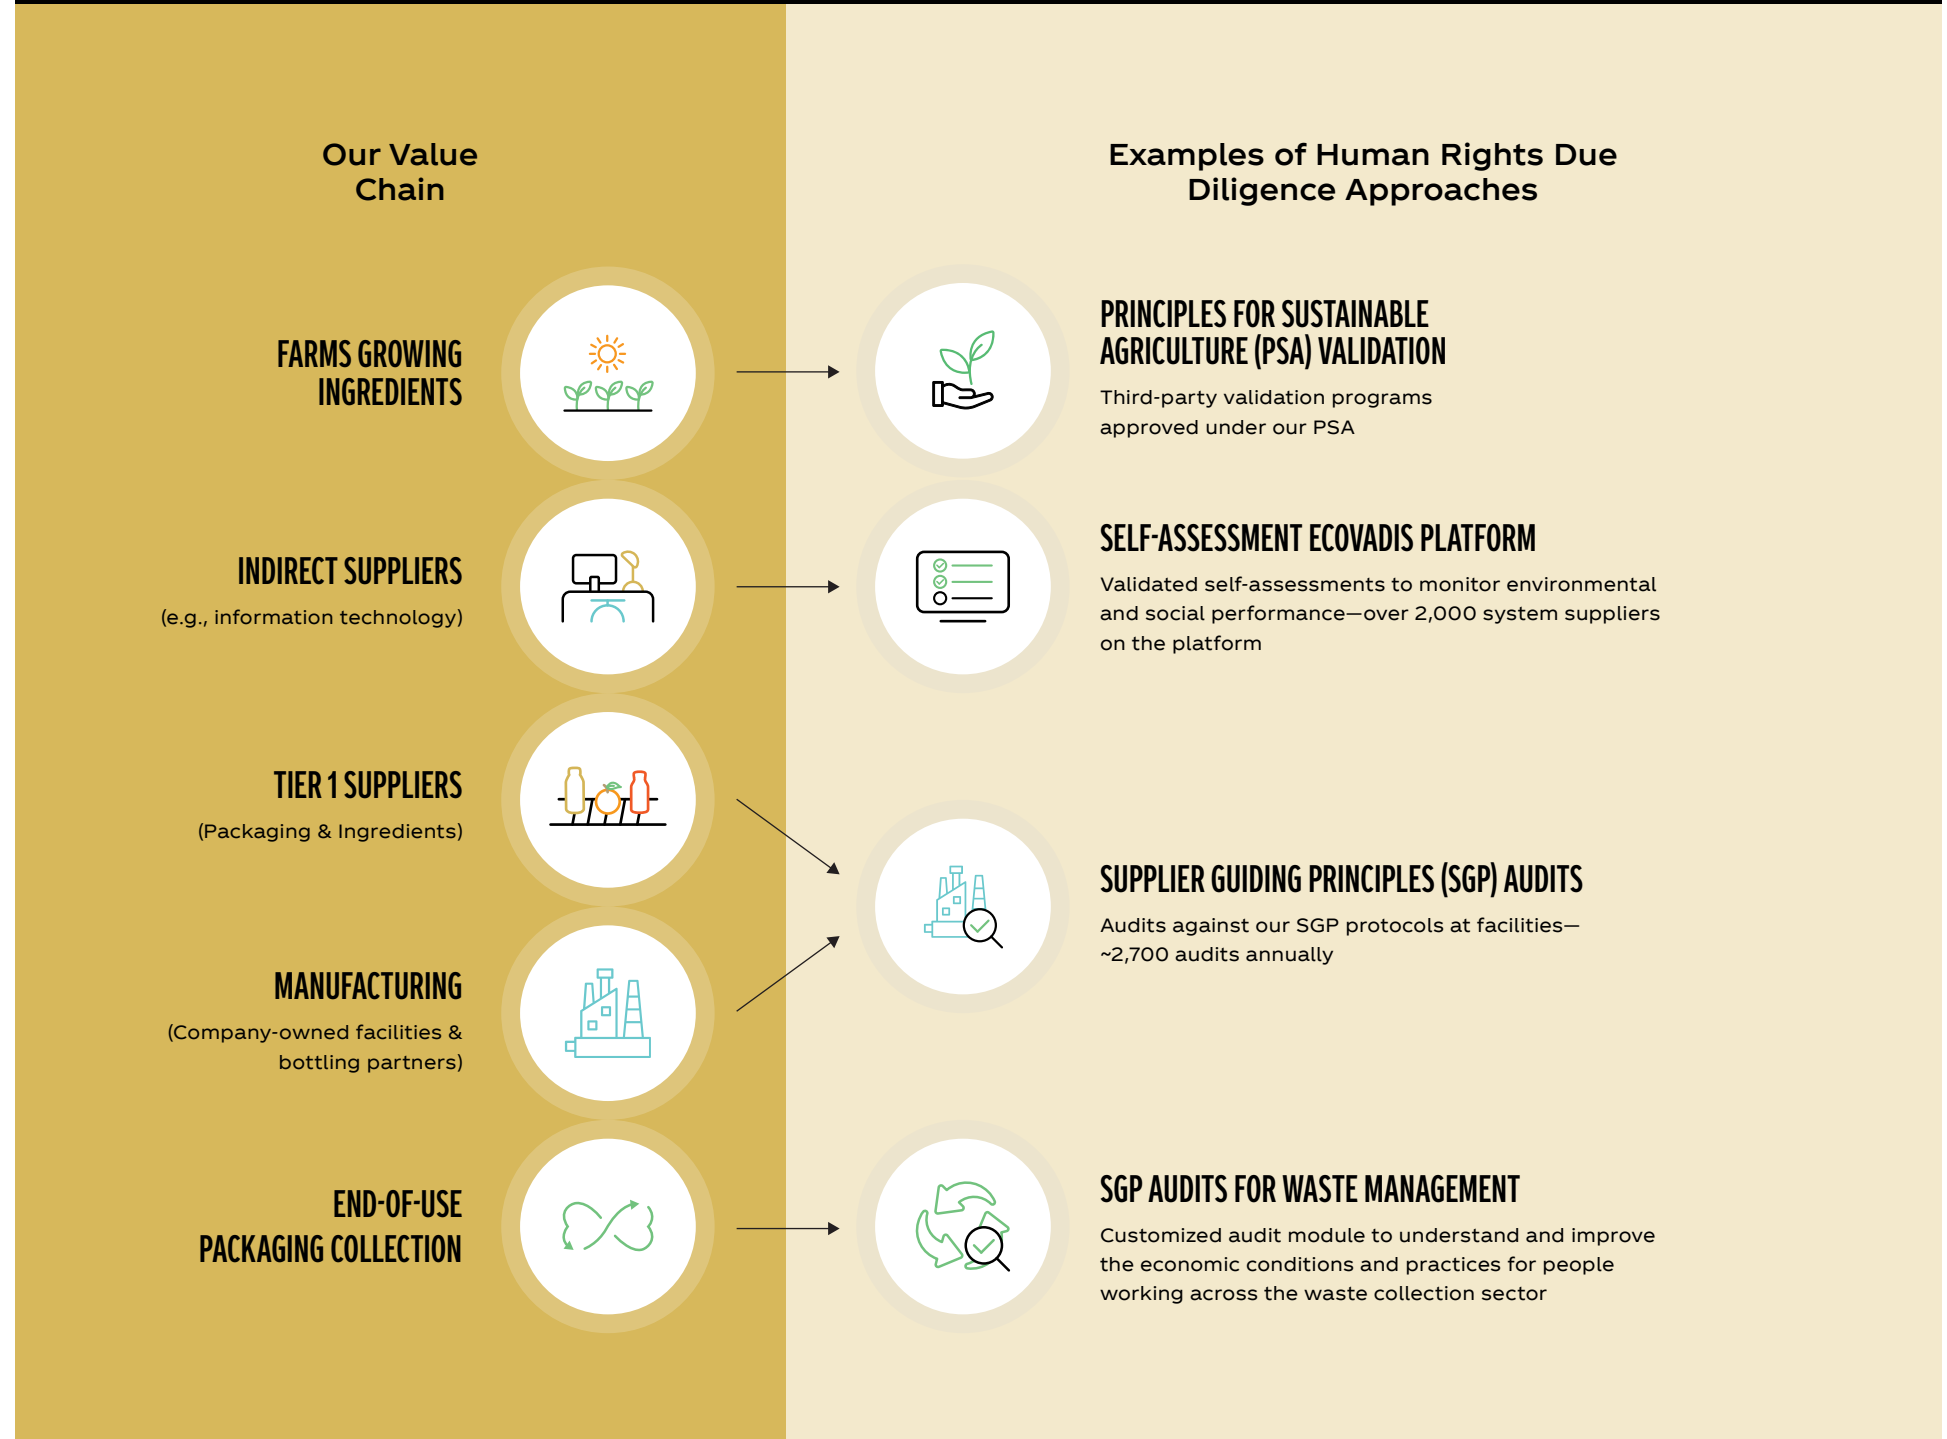 Our Value
Chain
Examples of Human Rights Due
Diligence Approaches
FARMS GROWING
INGREDIENTS
PRINCIPLES FOR SUSTAINABLE
AGRICULTURE (PSA) VALIDATION
Third-party validation programs
approved under our PSA
INDIRECT SUPPLIERS
(e.g., information technology)
SELF-ASSESSMENT ECOVADIS PLATFORM
Validated self-assessments to monitor environmental
and social performance—over 2,000 system suppliers
on the platform
TIER 1 SUPPLIERS
(Packaging & Ingredients)
MANUFACTURING
(Company-owned facilities &
bottling partners)
SUPPLIER GUIDING PRINCIPLES (SGP) AUDITS
Audits against our SGP protocols at facilities—
~2,700 audits annually
END-OF-USE
PACKAGING COLLECTION
SGP AUDITS FOR WASTE MANAGEMENT
Customized audit module to understand and improve
the economic conditions and practices for people
working across the waste collection sector